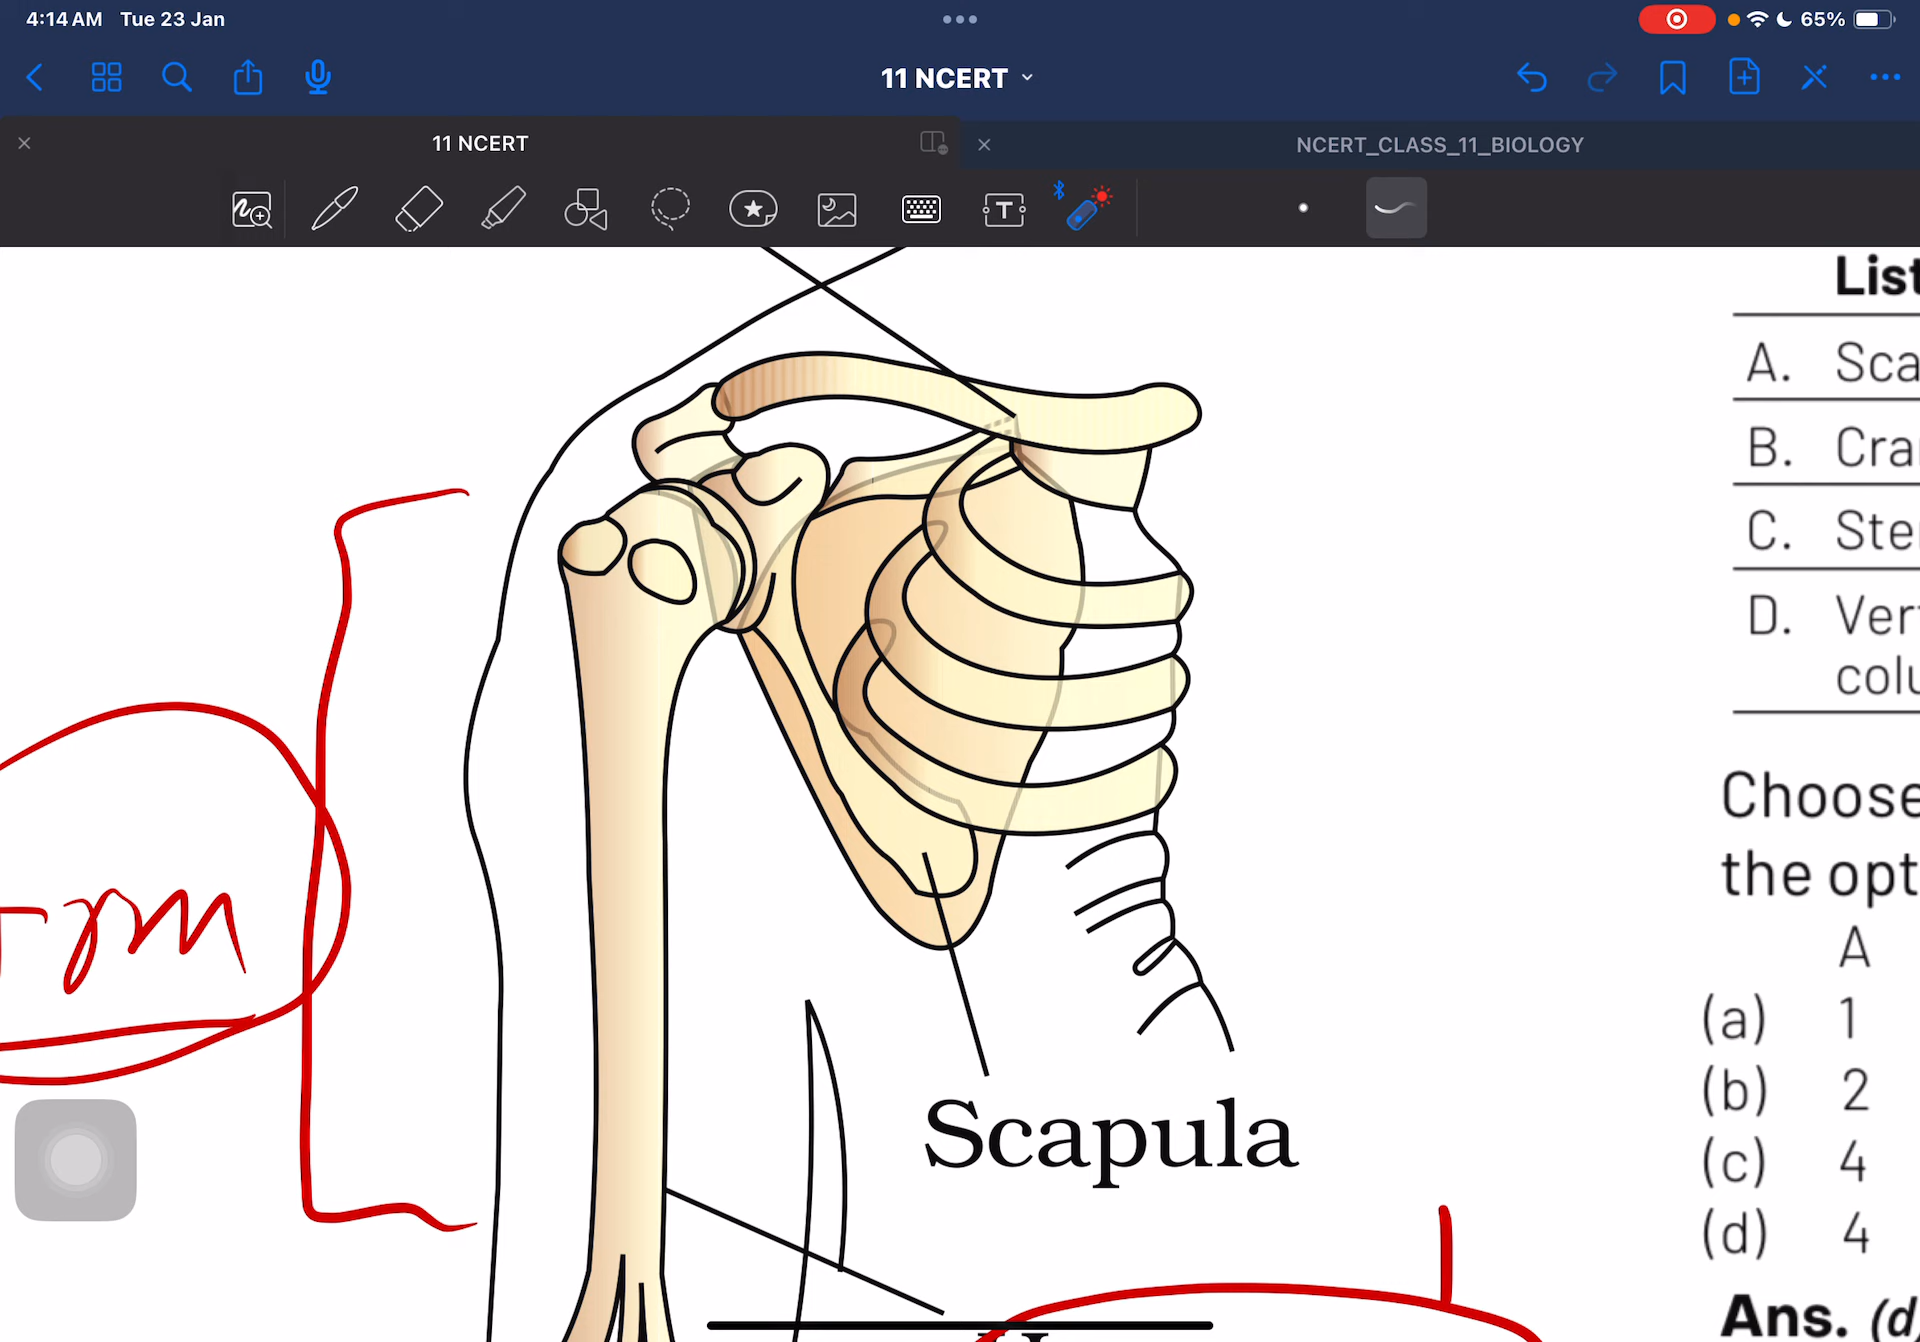 4:14 AM Tue 23 Jan
65%
11 NCERT
11 NCERT
NCERT_CLASS_11_BIOLOGY
List
A. Sca
B. Cra
C. Ste
D. Ver
colu
Scapula
Choose
the opt
A
(a) 1
(b) 2
(c) 4
(d) 4
Ans. (d